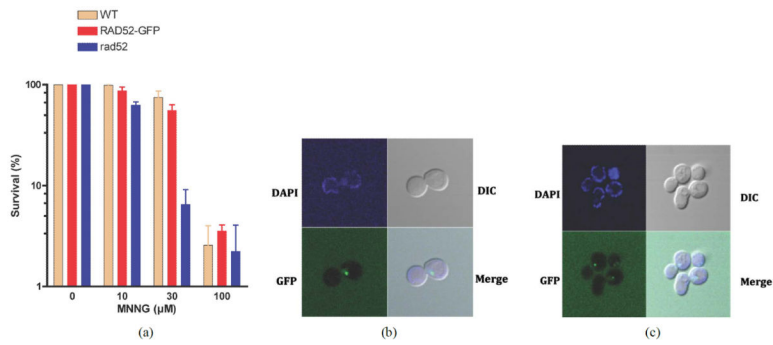 WT
RAD52-GFP
rad52
Survival (%)
100
10
1
0 10 30 100
MNNG (µM)
(a)
DAPI
DIC
GFP
Merge
(b)
DAPI
DIC
GFP
Merge
(c)